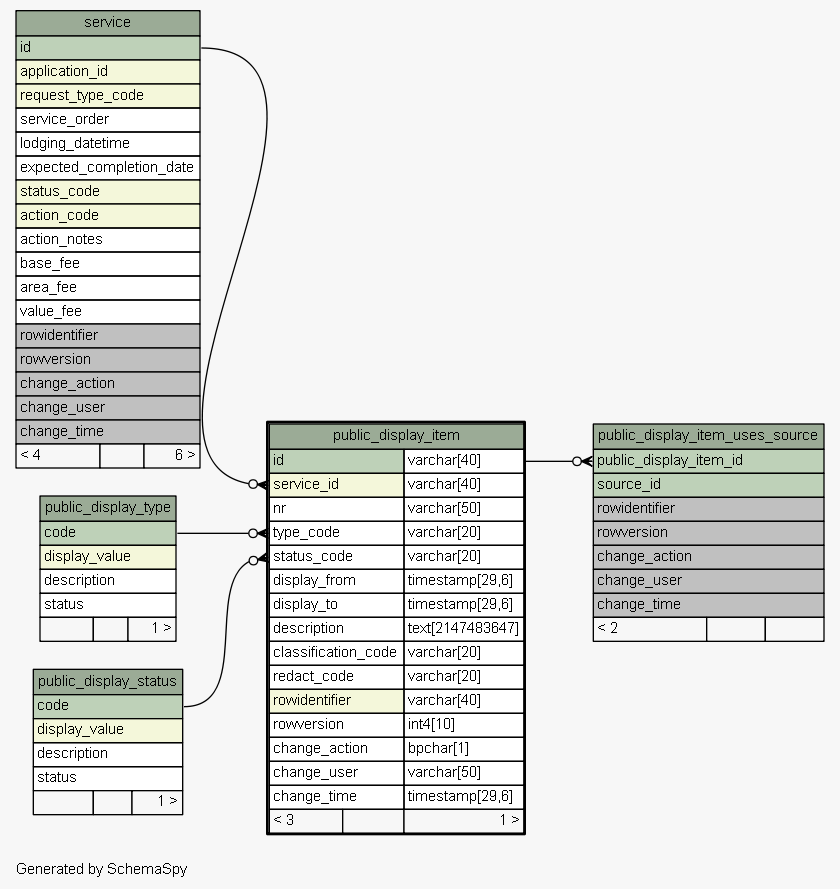 service
id
application_id
request_type_code
service_order
lodging_datetime
expected_completion_date
status_code
action_code
action_notes
base_fee
area_fee
value_fee
rowidentifier
rowversion
change_action
change_user
change_time
< 4 6 >
public_display_type
code
display_value
description
status
1 >
public_display_status
code
display_value
description
status
1 >
public_display_item
id varchar[40]
service_id varchar[40]
nr varchar[50]
type_code varchar[20]
status_code varchar[20]
display_from timestamp[29,6]
display_to timestamp[29,6]
description text[2147483647]
classification_code varchar[20]
redact_code varchar[20]
rowidentifier varchar[40]
rowversion int4[10]
change_action bpchar[1]
change_user varchar[50]
change_time timestamp[29,6]
< 3 1 >
public_display_item_uses_source
public_display_item_id
source_id
rowidentifier
rowversion
change_action
change_user
change_time
< 2
Generated by SchemaSpy